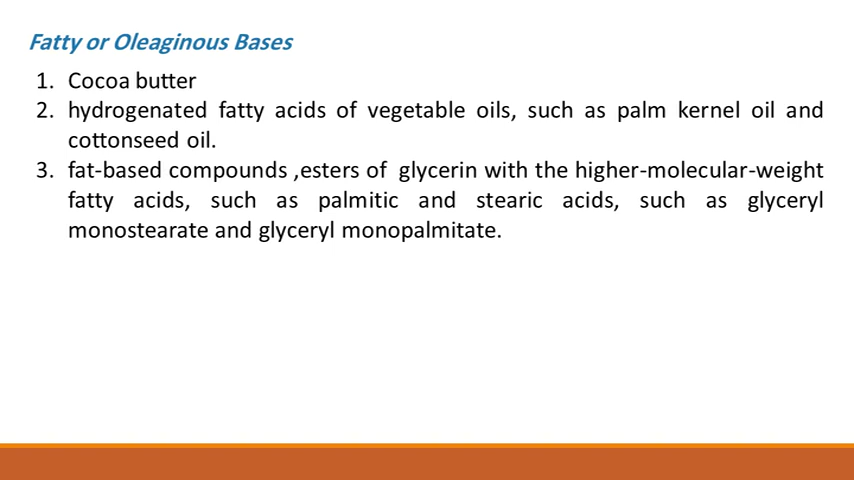 Fatty or Oleaginous Bases
1. Cocoa butter
2. hydrogenated fatty acids of vegetable oils, such as palm kernel oil and
cottonseed oil.
3. fat-based compounds ,esters of glycerin with the higher-molecular-weight
fatty acids, such as palmitic and stearic acids, such as glyceryl
monostearate and glyceryl monopalmitate.